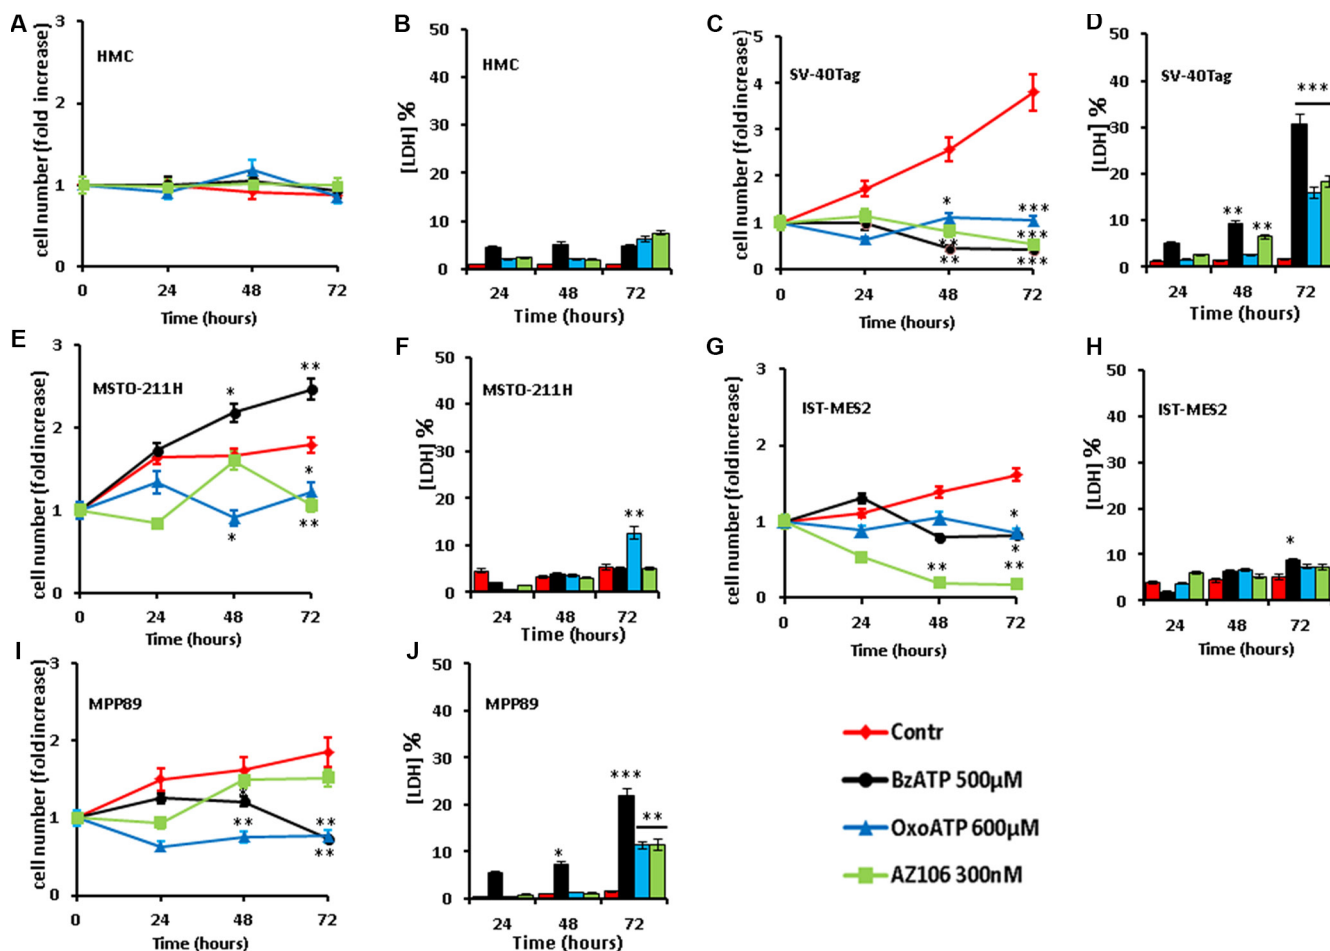 A
cell number (fold increase)
3
2
1
0
HMC
0 24 48 72
Time (hours)
B
[LDH] %
50
40
30
20
10
0
HMC
24 48 72
Time (hours)
C
cell number (fold increase)
5
4
3
2
1
0
SV-40Tag
*
**
**
***
***
***
0 24 48 72
Time (hours)
D
[LDH] %
50
40
30
20
10
0
SV-40Tag
**
**
***
24 48 72
Time (hours)
E
cell number (fold increase)
3
2
1
0
MSTO-211H
*
**
*
*
**
0 24 48 72
Time (hours)
F
[LDH] %
50
40
30
20
10
0
MSTO-211H
**
24 48 72
Time (hours)
G
cell number (fold increase)
3
2
1
0
IST-MES2
**
*
*
**
0 24 48 72
Time (hours)
H
[LDH] %
50
40
30
20
10
0
IST-MES2
*
24 48 72
Time (hours)
I
cell number (fold increase)
3
2
1
0
MPP89
*
**
**
**
0 24 48 72
Time (hours)
J
[LDH] %
50
40
30
20
10
0
MPP89
*
***
**
24 48 72
Time (hours)
Contr
BzATP 500µM
OxoATP 600µM
AZ106 300nM